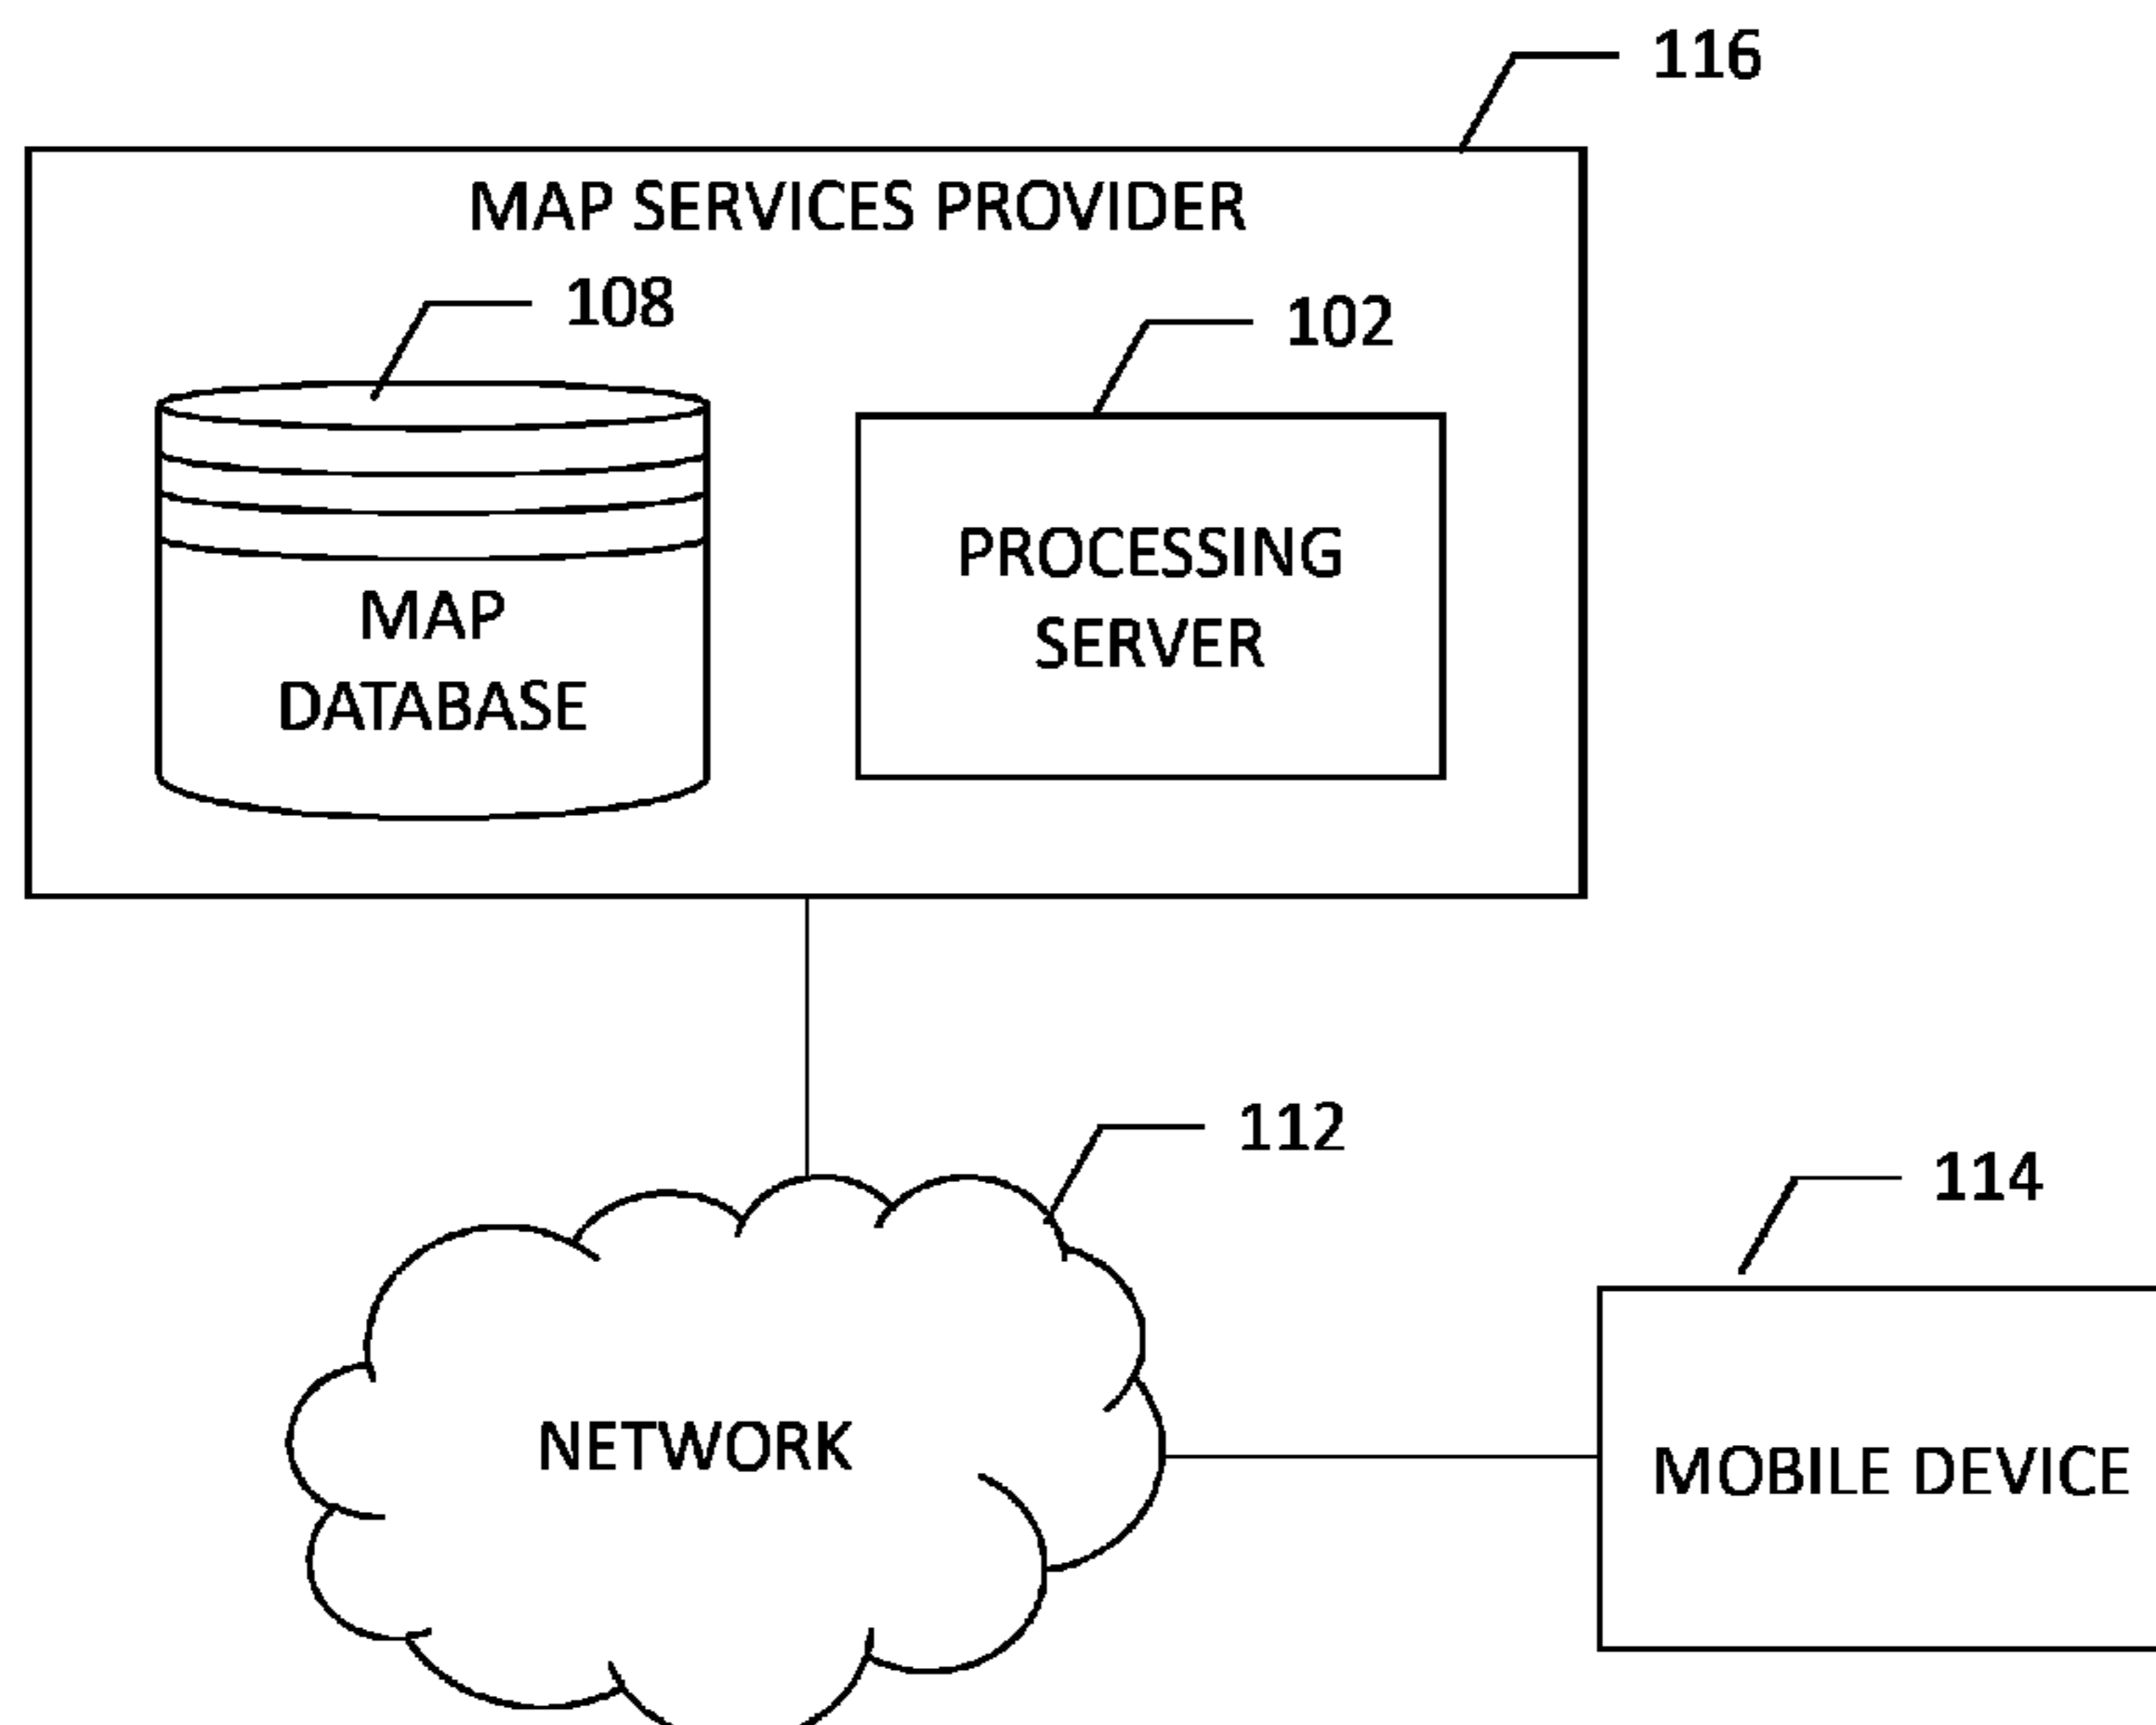 116
MAP SERVICES PROVIDER
108
102
PROCESSING
SERVER
MAP
DATABASE
112
114
NETWORK
MOBILE DEVICE